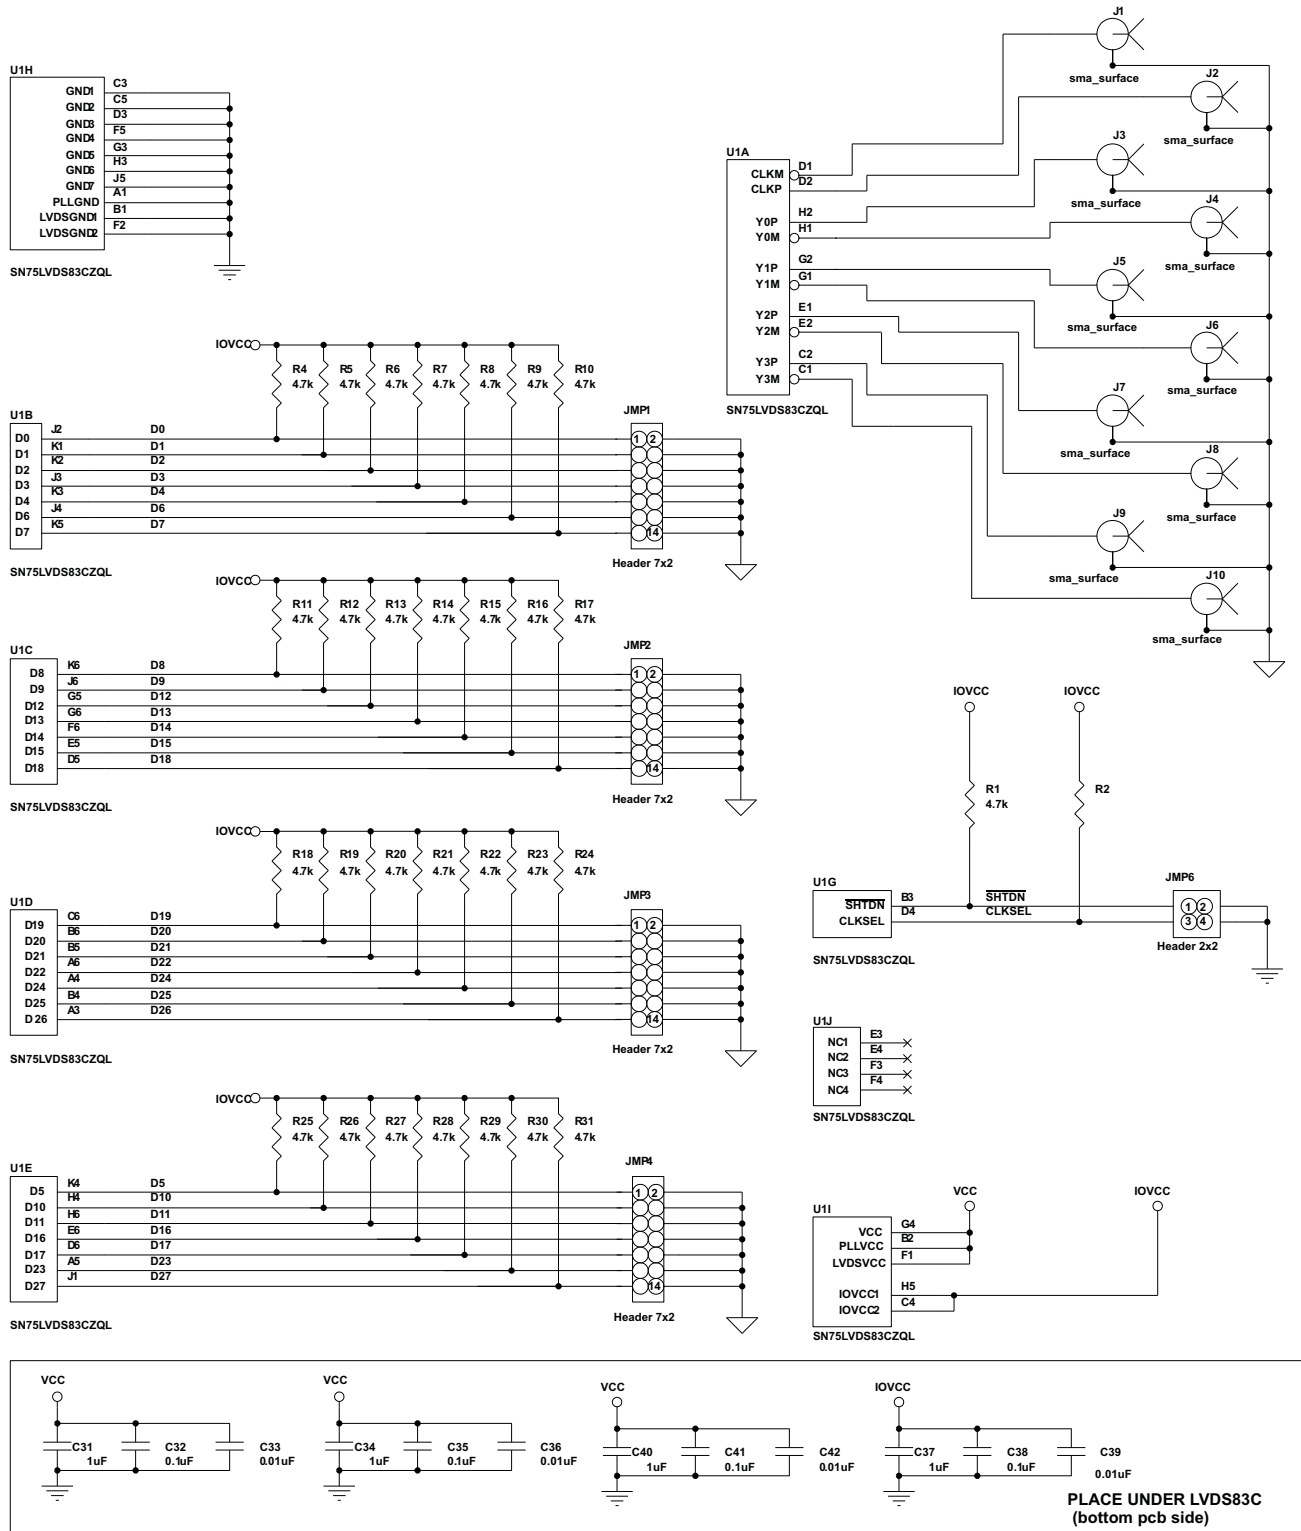 U1H
GND1 C3
GND2 C5
GND3 D3
GND4 F5
GND5 G3
GND6 H3
GND7 J5
PLLGND A1
LVDSGND1 B1
LVDSGND2 F2
SN75LVDS83CZQL
U1A
CLKM D1
CLKP D2
Y0P H2
Y0M H1
Y1P G2
Y1M G1
Y2P E1
Y2M E2
Y3P C2
Y3M C1
SN75LVDS83CZQL
J1
sma_surface
J2
sma_surface
J3
sma_surface
J4
sma_surface
J5
sma_surface
J6
sma_surface
J7
sma_surface
J8
sma_surface
J9
sma_surface
J10
sma_surface
IOVCC
R4 R5 R6 R7 R8 R9 R10
4.7k 4.7k 4.7k 4.7k 4.7k 4.7k 4.7k
U1B
JMP1
D0 J2 D0 1 2
D1 K1 D1
D2 K2 D2
D3 J3 D3
D4 K3 D4
D6 J4 D6
D7 K5 D7 14
SN75LVDS83CZQL
Header 7x2
IOVCC
R11 R12 R13 R14 R15 R16 R17
4.7k 4.7k 4.7k 4.7k 4.7k 4.7k 4.7k
U1C
JMP2
D8 K6 D8 1 2
D9 J6 D9
D12 G5 D12
D13 G6 D13
D14 F6 D14
D15 E5 D15
D18 D5 D18 14
SN75LVDS83CZQL
Header 7x2
IOVCC
R18 R19 R20 R21 R22 R23 R24
4.7k 4.7k 4.7k 4.7k 4.7k 4.7k 4.7k
U1D
JMP3
D19 C6 D19 1 2
D20 B6 D20
D21 B5 D21
D22 A6 D22
D24 A4 D24
D25 B4 D25
D26 A3 D26 14
SN75LVDS83CZQL
Header 7x2
IOVCC
R25 R26 R27 R28 R29 R30 R31
4.7k 4.7k 4.7k 4.7k 4.7k 4.7k 4.7k
U1E
JMP4
D5 K4 D5 1 2
D10 H4 D10
D11 H6 D11
D16 E6 D16
D17 D6 D17
D23 A5 D23
D27 J1 D27 14
SN75LVDS83CZQL
Header 7x2
IOVCC IOVCC
R1 R2
4.7k
U1G
JMP6
SHTDN B3 SHTDN 1 2
CLKSEL D4 CLKSEL 3 4
SN75LVDS83CZQL
Header 2x2
U1J
NC1 E3
NC2 E4
NC3 F3
NC4 F4
SN75LVDS83CZQL
VCC IOVCC
U1I
VCC G4
PLLVCC B2
LVDSVCC F1
IOVCC1 H5
IOVCC2 C4
SN75LVDS83CZQL
VCC VCC VCC IOVCC
C31 C32 C33 C34 C35 C36 C40 C41 C42 C37 C38 C39
1uF 0.1uF 0.01uF 1uF 0.1uF 0.01uF 1uF 0.1uF 0.01uF 1uF 0.1uF 0.01uF
PLACE UNDER LVDS83C
(bottom pcb side)